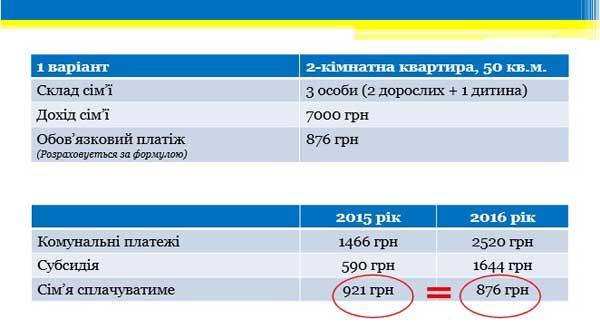 1 варіант 2-кімнатна квартира, 50 кв.м.
Склад сім'ї 3 особи (2 дорослих + 1 дитина)
Дохід сім'ї 7000 грн
Обов'язковий платіж 876 грн
(Розраховується за формулою)
2015 рік 2016 рік
Комунальні платежі 1466 грн 2520 грн
Субсидія 590 грн 1644 грн
Сім'я сплачуватиме 921 грн = 876 грн